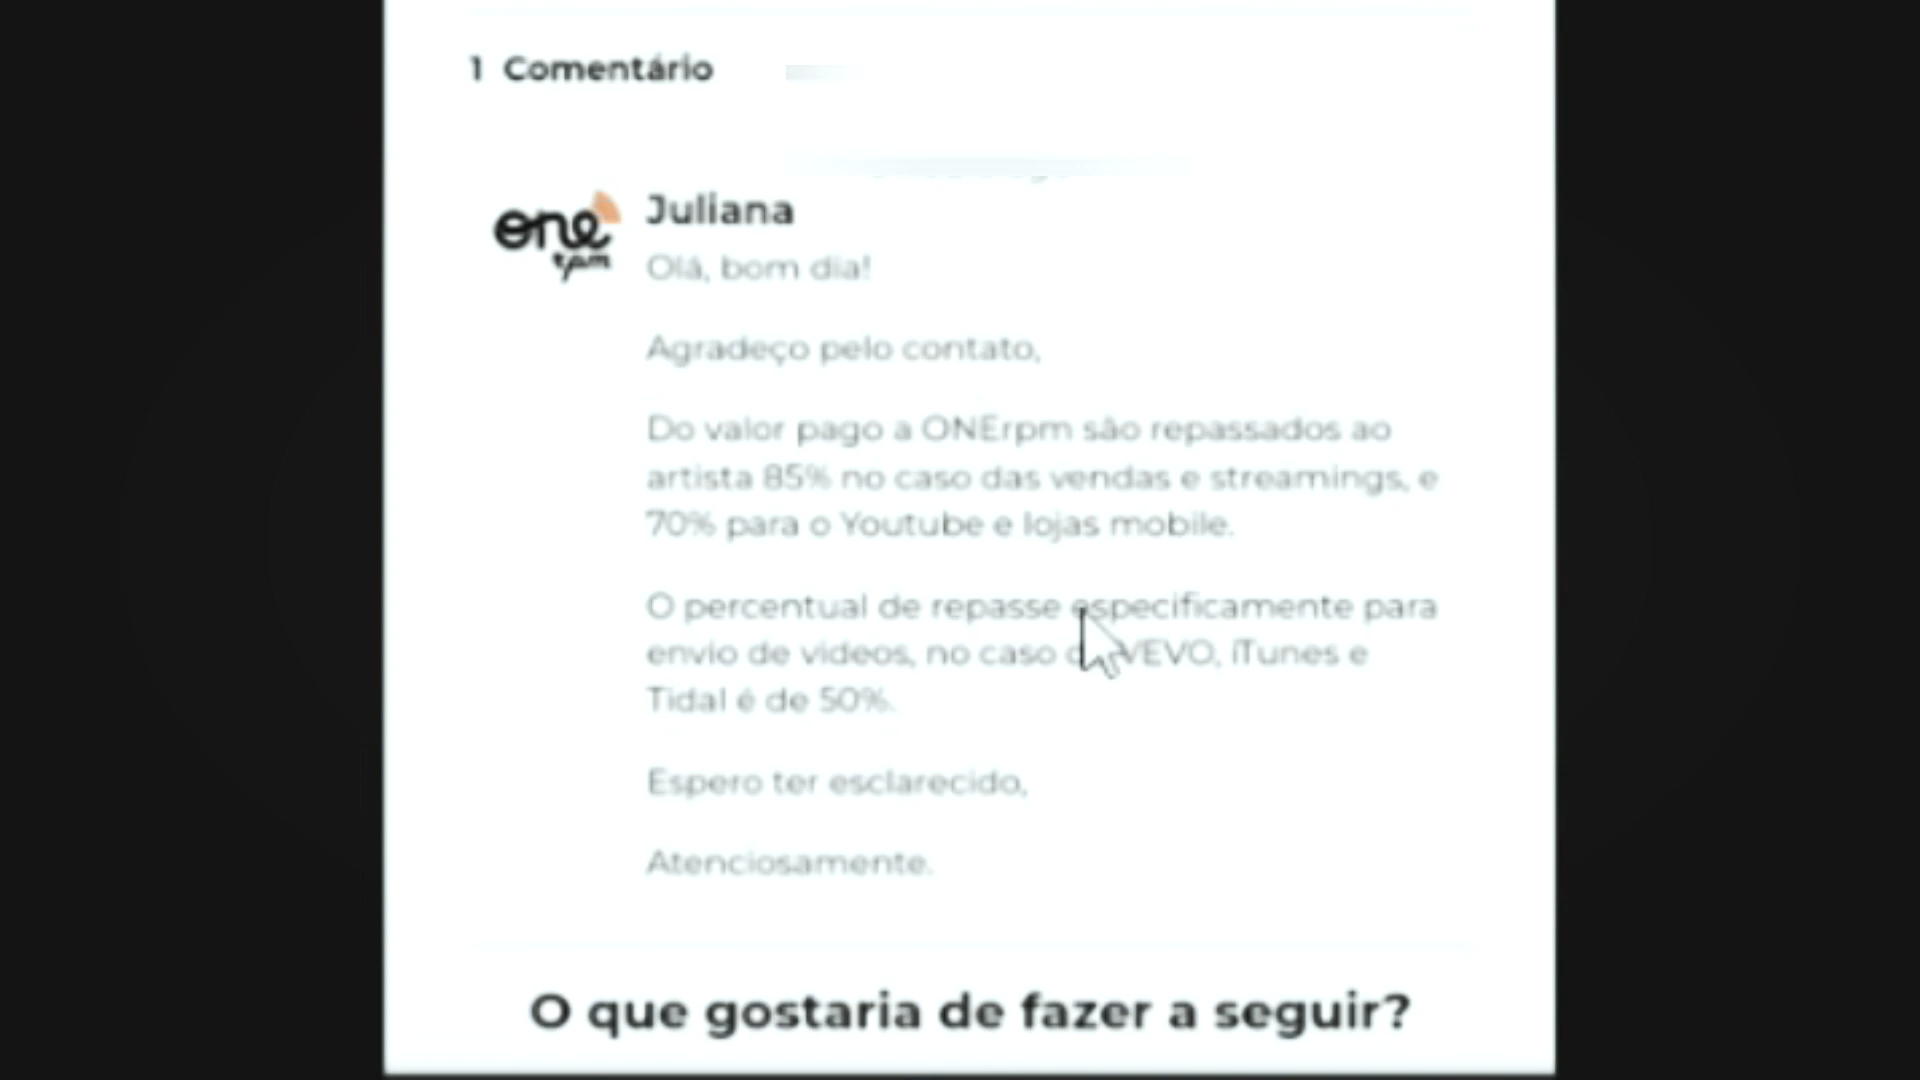 1 Comentário
one
rpm
Juliana
Olá, bom dia!
Agradeço pelo contato,
Do valor pago a ONErpm são repassados ao
artista 85% no caso das vendas e streamings, e
70% para o Youtube e lojas mobile.
O percentual de repasse especificamente para
envio de videos, no caso VEVO, iTunes e
Tidal é de 50%.
Espero ter esclarecido,
Atenciosamente.
O que gostaria de fazer a seguir?